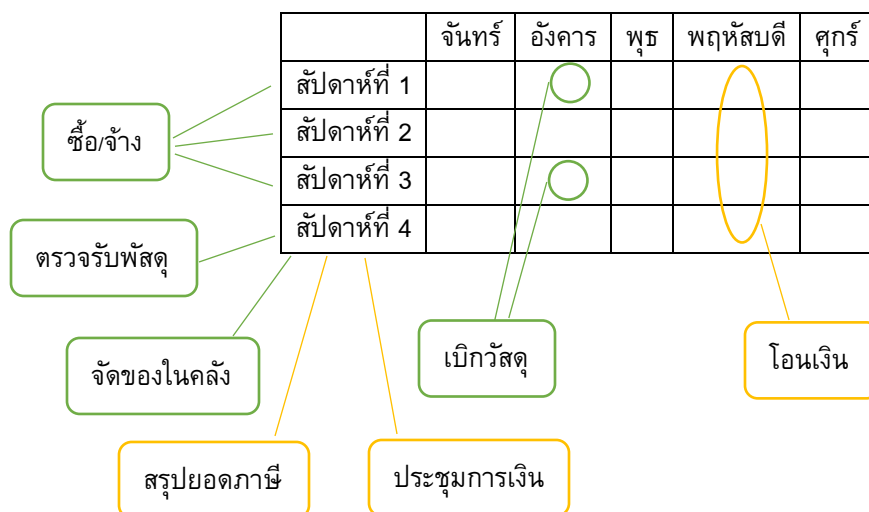 จันทร์ อังคาร พุธ พฤหัสบดี ศุกร์
สัปดาห์ที่ 1
สัปดาห์ที่ 2
สัปดาห์ที่ 3
สัปดาห์ที่ 4
ซื้อ/จ้าง
ตรวจรับพัสดุ
จัดของในคลัง
เบิกวัสดุ
โอนเงิน
สรุปยอดภาษี
ประชุมการเงิน